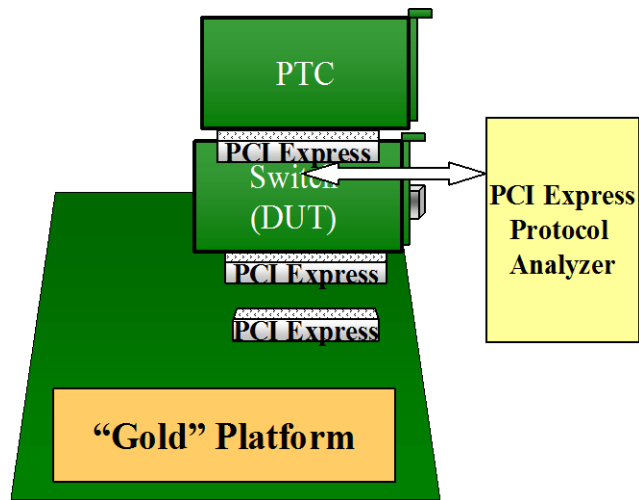 PTC
PCI Express
Switch
(DUT)
PCI Express
Protocol
Analyzer
PCI Express
PCI Express
“Gold” Platform